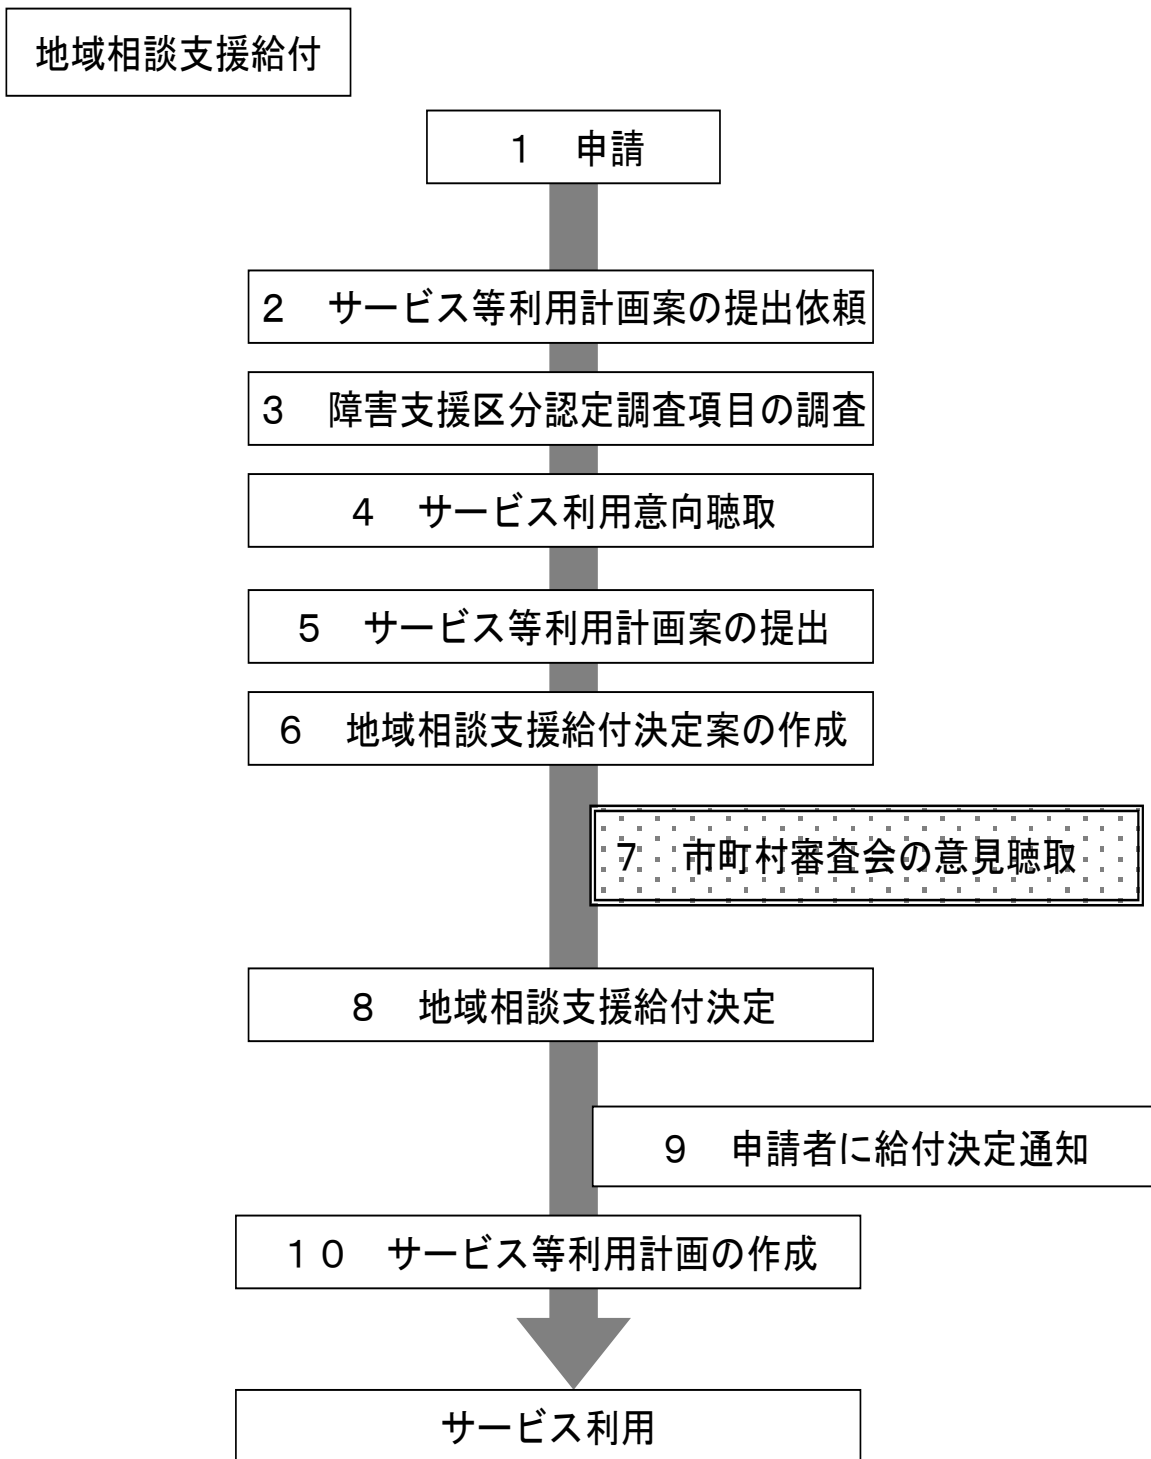 地域相談支援給付
１　申請
２　サービス等利用計画案の提出依頼
３　障害支援区分認定調査項目の調査
４　サービス利用意向聴取
５　サービス等利用計画案の提出
６　地域相談支援給付決定案の作成
７　市町村審査会の意見聴取
８　地域相談支援給付決定
９　申請者に給付決定通知
１０　サービス等利用計画の作成
サービス利用